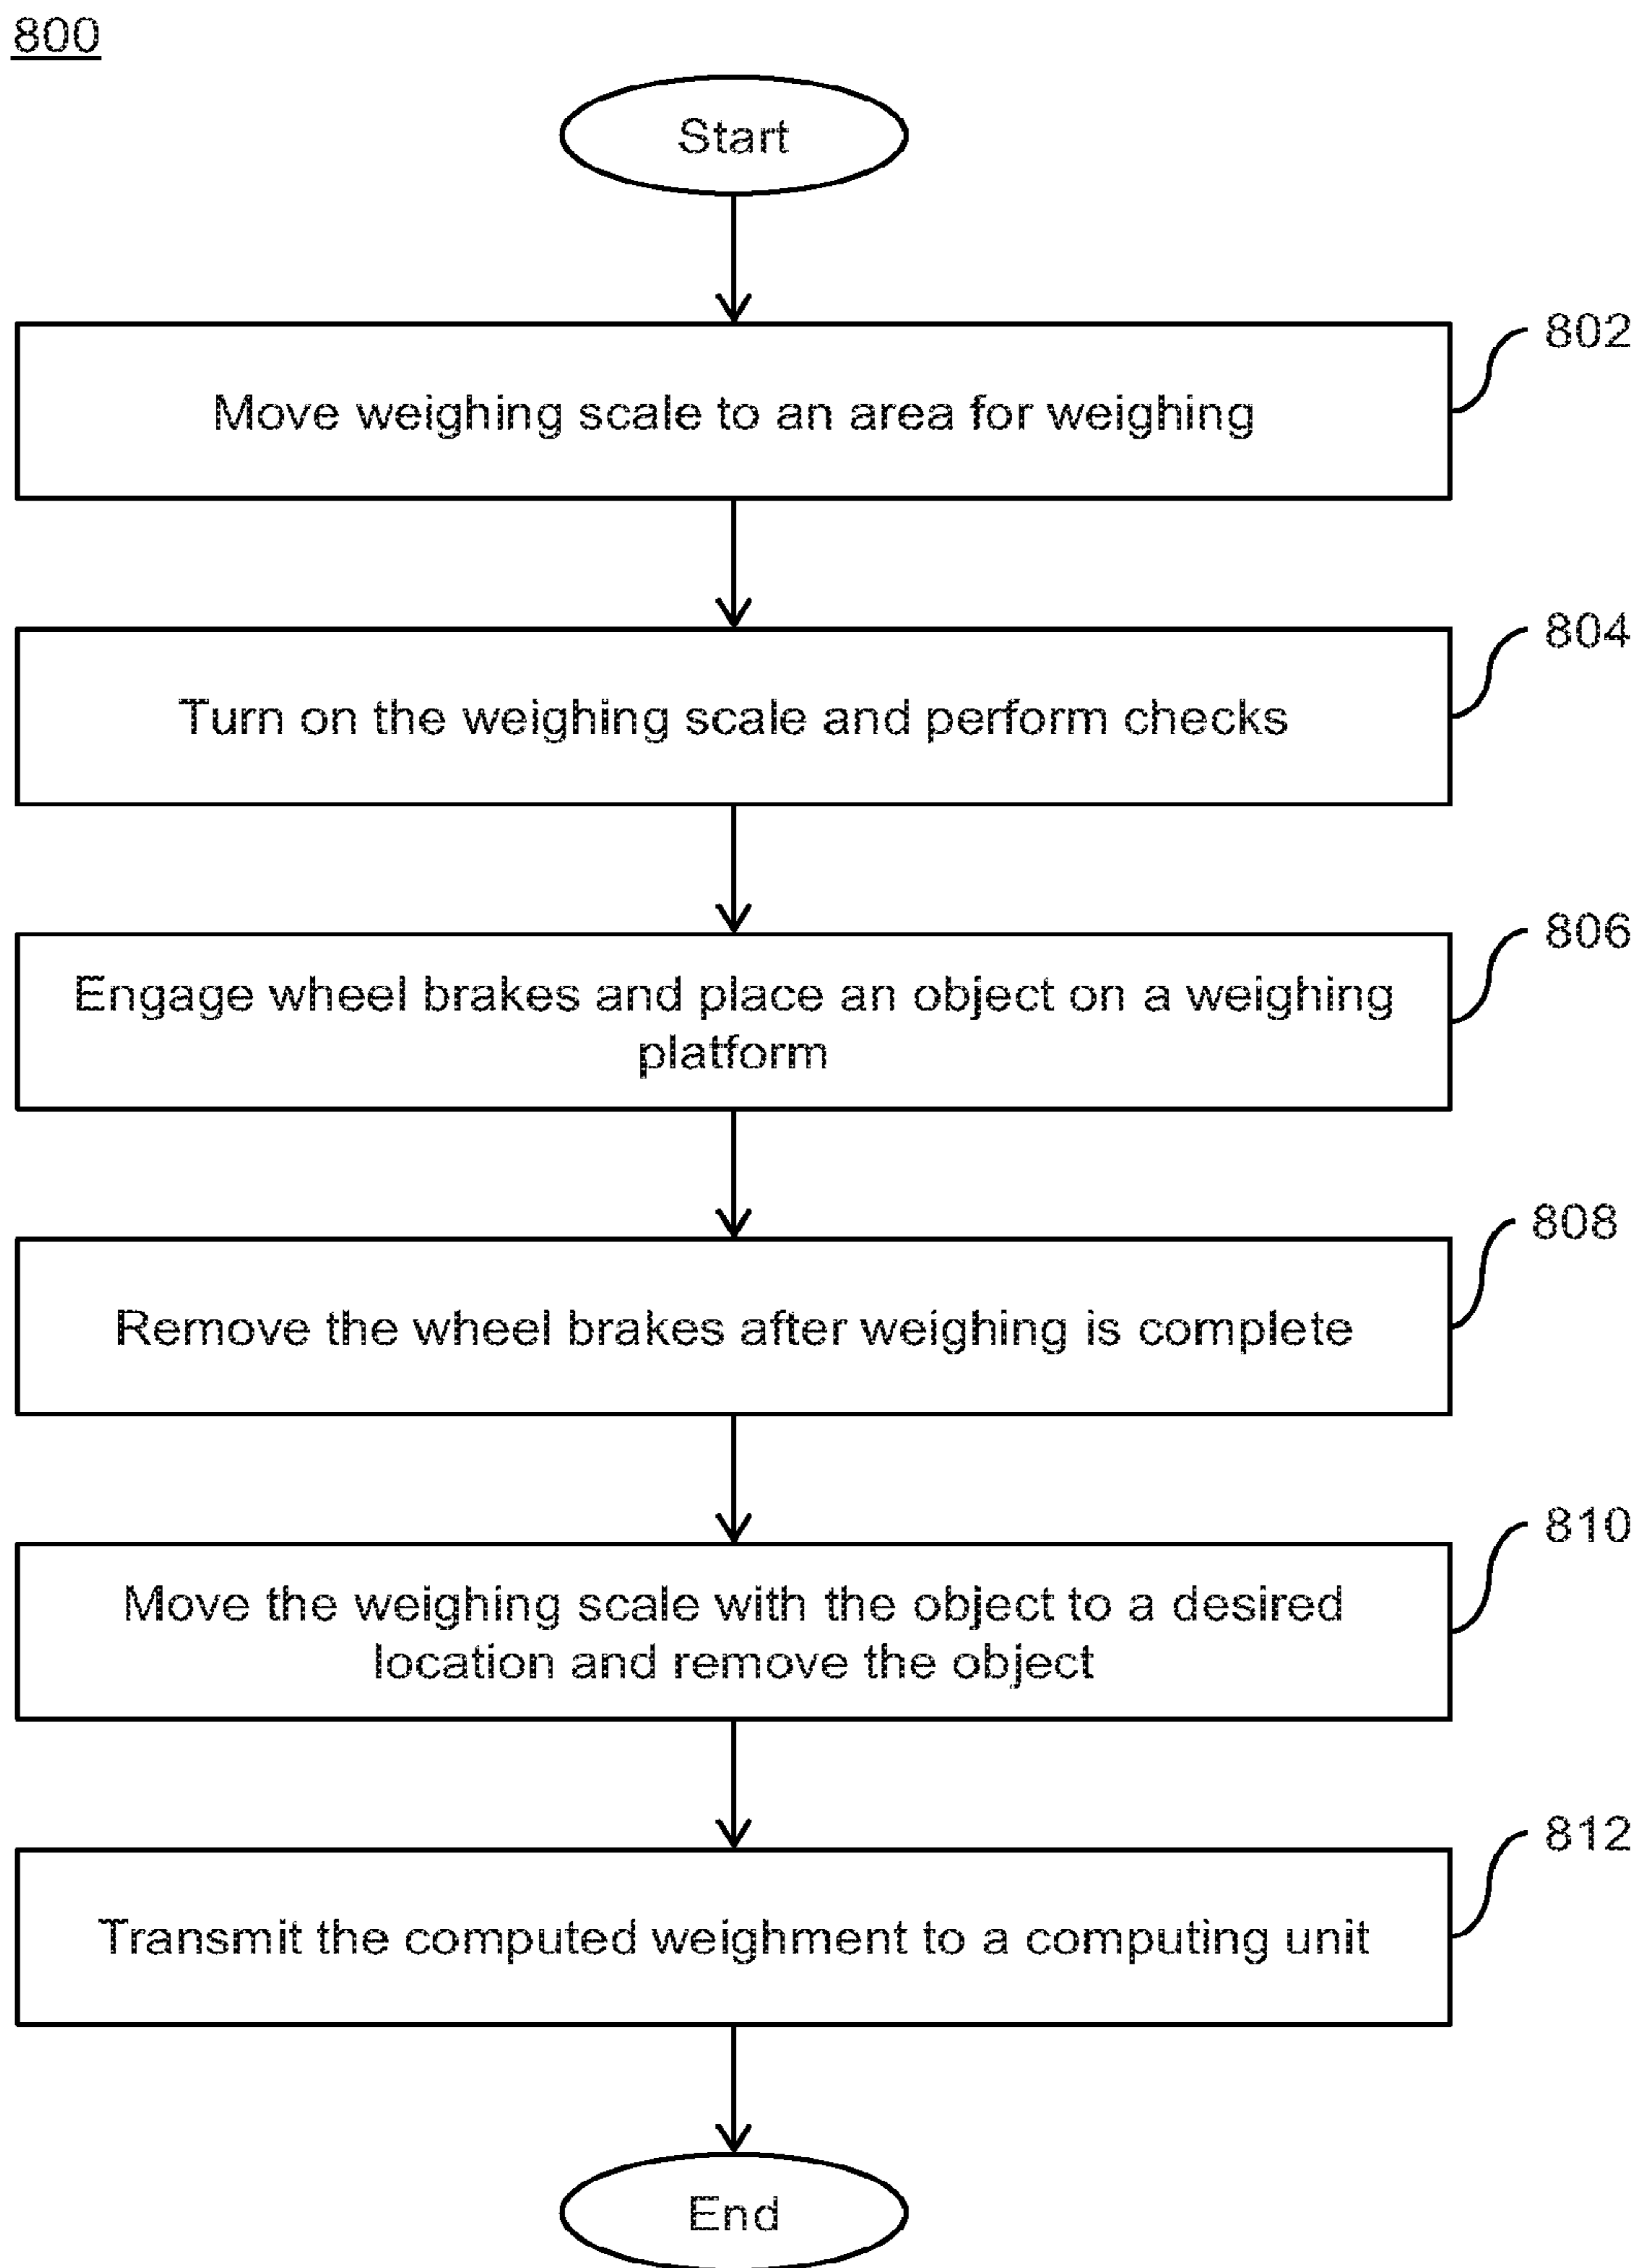 800
Start
802
Move weighing scale to an area for weighing
804
Turn on the weighing scale and perform checks
806
Engage wheel brakes and place an object on a weighing
platform
808
Remove the wheel brakes after weighing is complete
810
Move the weighing scale with the object to a desired
location and remove the object
812
Transmit the computed weighment to a computing unit
End